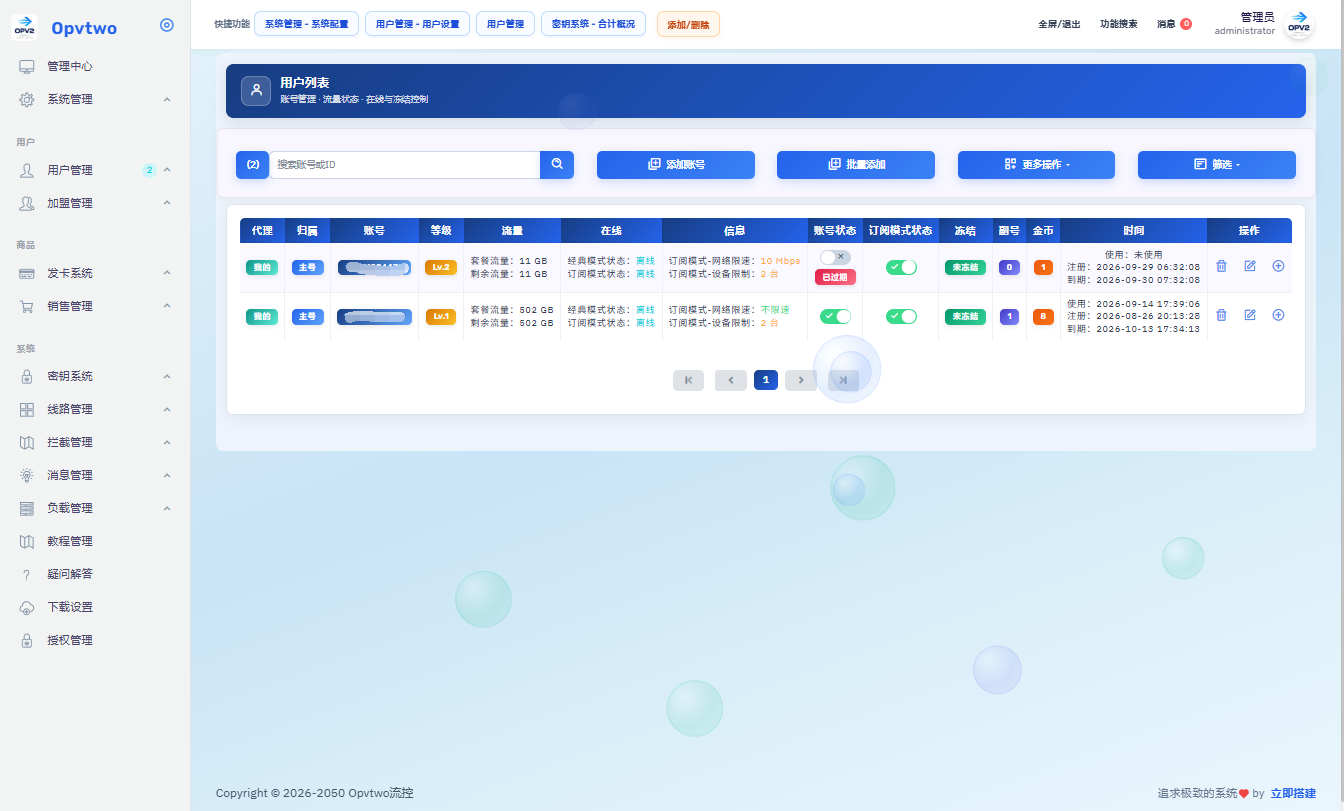 OPV2
Opvtwo
管理中心
系统管理
用户
用户管理 2
加盟管理
商品
发卡系统
销售管理
系统
密钥系统
线路管理
拦截管理
消息管理
负载管理
教程管理
疑问解答
下载设置
授权管理
快捷功能 系统管理 - 系统配置 用户管理 - 用户设置 用户管理 密钥系统 - 合计概况 添加/删除
全屏/退出 功能搜索 消息 0 管理员
administrator
OPV2
用户列表
账号管理 · 流量状态 · 在线与冻结控制
(2) 搜索账号或ID 添加账号 批量添加 更多操作 筛选
代理 归属 账号 等级 流量 在线 信息 账号状态 订阅模式状态 冻结 副号 金币 时间 操作
我的 主号 Lv.2
套餐流量: 11 GB
剩余流量: 11 GB
经典模式状态: 离线
订阅模式状态: 离线
订阅模式-网络限速: 10 Mbps
订阅模式-设备限制: 2 台
已过期
未冻结 0 1
使用: 未使用
注册: 2026-09-29 06:32:08
到期: 2026-09-30 07:32:08
我的 主号 Lv.1
套餐流量: 502 GB
剩余流量: 502 GB
经典模式状态: 离线
订阅模式状态: 离线
订阅模式-网络限速: 不限速
订阅模式-设备限制: 2 台
未冻结 1 8
使用: 2026-09-14 17:39:06
注册: 2026-08-26 20:13:28
到期: 2026-10-13 17:34:13
1
Copyright © 2026-2050 Opvtwo流控
追求极致的系统 by 立即搭建